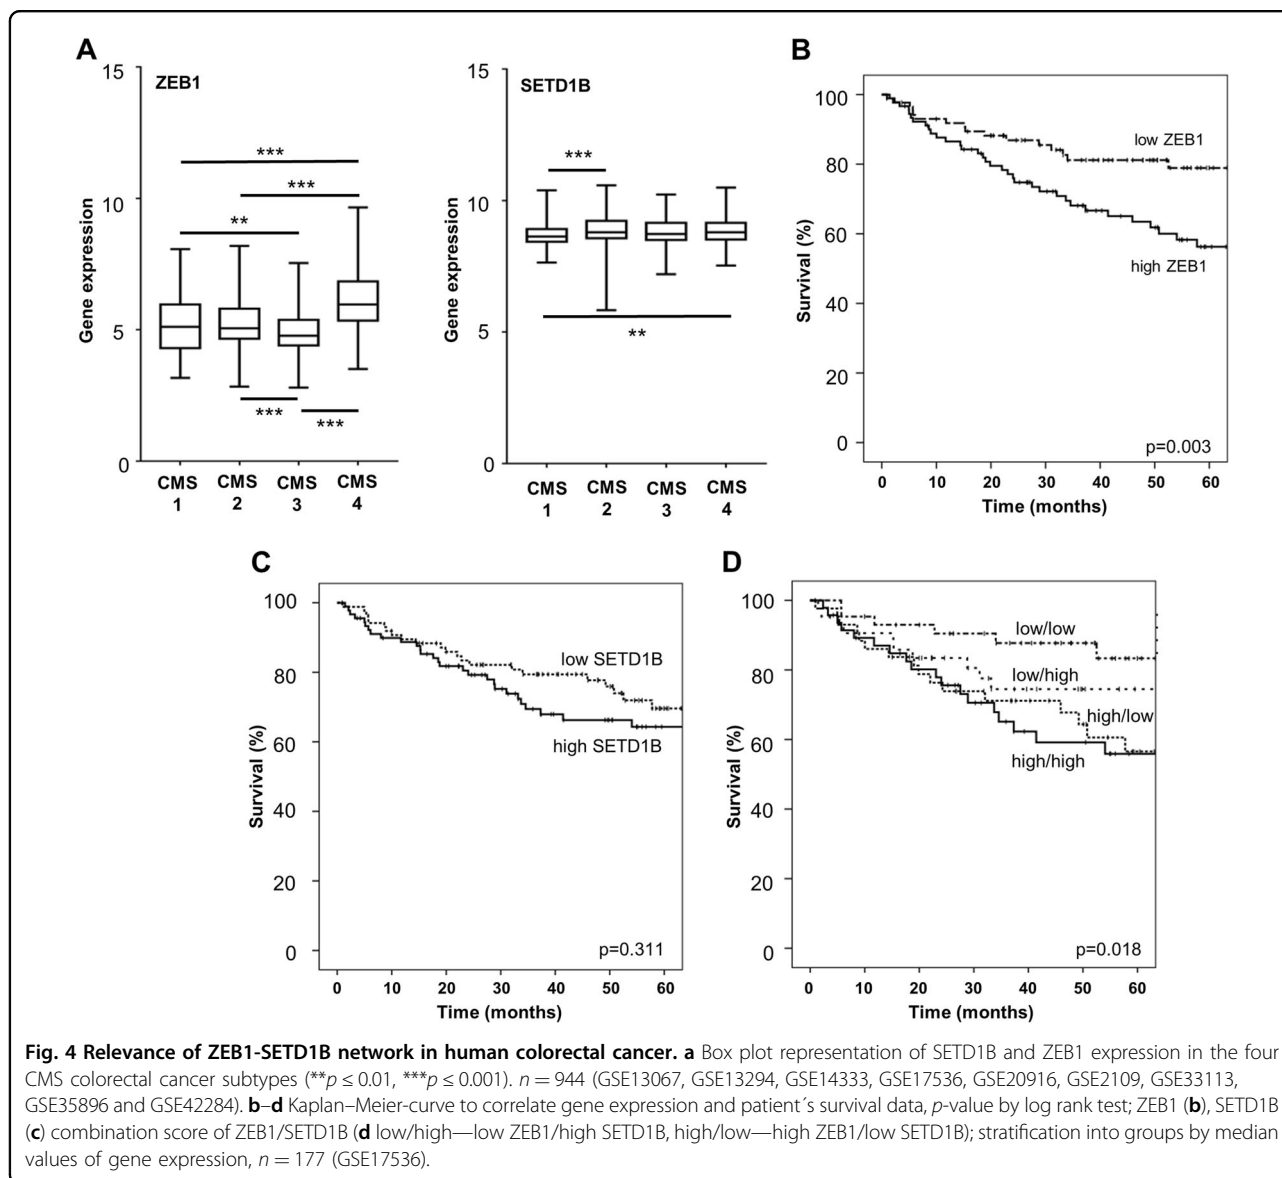 A
ZEB1
15
10
5
0
Gene expression
***
***
**
***
***
CMS 1
CMS 2
CMS 3
CMS 4
SETD1B
15
10
5
0
Gene expression
***
**
CMS 1
CMS 2
CMS 3
CMS 4
B
100
80
60
40
20
0
Survival (%)
low ZEB1
high ZEB1
p=0.003
0 10 20 30 40 50 60
Time (months)
C
100
80
60
40
20
0
Survival (%)
low SETD1B
high SETD1B
p=0.311
0 10 20 30 40 50 60
Time (months)
D
100
80
60
40
20
0
Survival (%)
low/low
low/high
high/low
high/high
p=0.018
0 10 20 30 40 50 60
Time (months)
Fig. 4 Relevance of ZEB1-SETD1B network in human colorectal cancer. a Box plot representation of SETD1B and ZEB1 expression in the four
CMS colorectal cancer subtypes (**p ≤ 0.01, ***p ≤ 0.001). n = 944 (GSE13067, GSE13294, GSE14333, GSE17536, GSE20916, GSE2109, GSE33113,
GSE35896 and GSE42284). b–d Kaplan–Meier-curve to correlate gene expression and patient´s survival data, p-value by log rank test; ZEB1 (b), SETD1B
(c) combination score of ZEB1/SETD1B (d low/high—low ZEB1/high SETD1B, high/low—high ZEB1/low SETD1B); stratification into groups by median
values of gene expression, n = 177 (GSE17536).